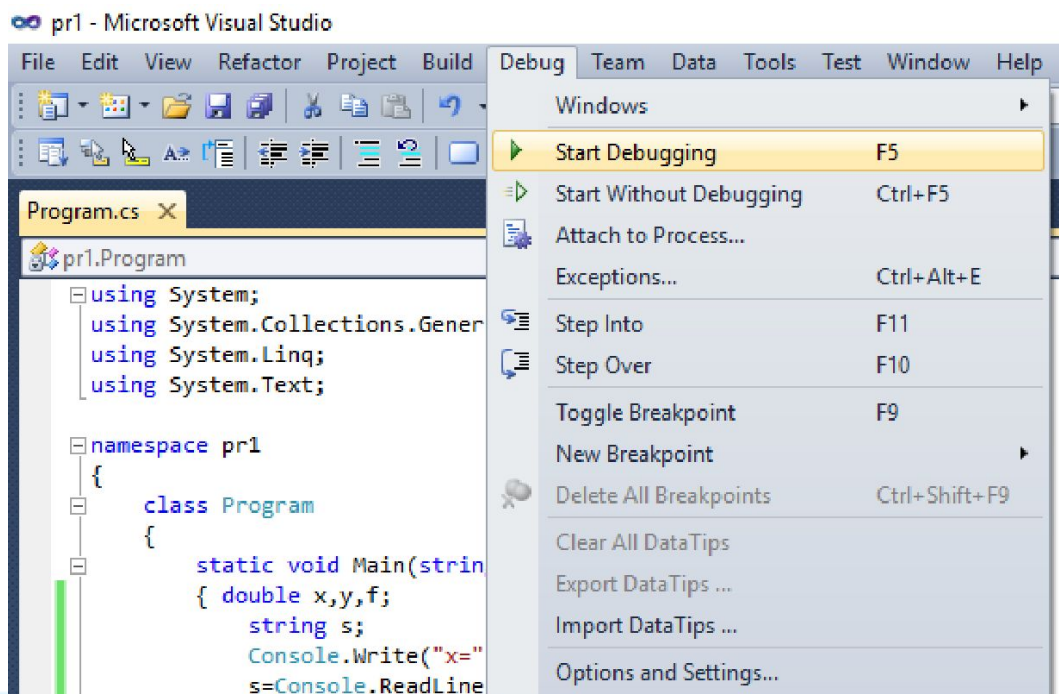 pr1 - Microsoft Visual Studio
File Edit View Refactor Project Build Debug Team Data Tools Test Window Help
Windows
Start Debugging F5
Start Without Debugging Ctrl+F5
Attach to Process...
Exceptions... Ctrl+Alt+E
Step Into F11
Step Over F10
Toggle Breakpoint F9
New Breakpoint
Delete All Breakpoints Ctrl+Shift+F9
Clear All DataTips
Export DataTips ...
Import DataTips ...
Options and Settings...
Program.cs
pr1.Program
using System;
using System.Collections.Gener
using System.Linq;
using System.Text;
namespace pr1
{
class Program
{
static void Main(strin
{ double x,y,f;
string s;
Console.Write("x="
s=Console.ReadLine